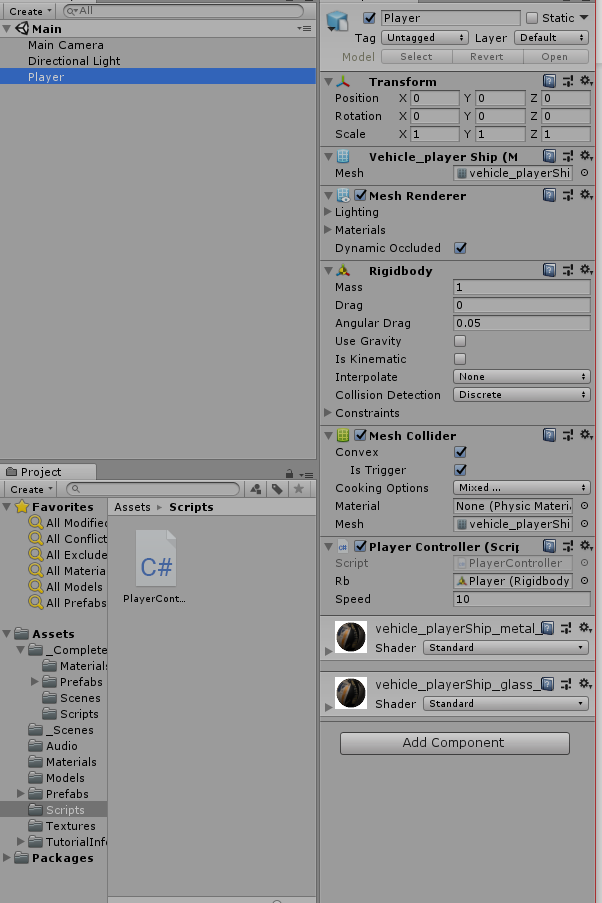 Create
All
Main
Main Camera
Directional Light
Player
Player
Static
Tag Untagged Layer Default
Model Select Revert Open
Transform
Position X 0 Y 0 Z 0
Rotation X 0 Y 0 Z 0
Scale X 1 Y 1 Z 1
Vehicle_player Ship (M
Mesh vehicle_playerShi
Mesh Renderer
Lighting
Materials
Dynamic Occluded
Rigidbody
Mass 1
Drag 0
Angular Drag 0.05
Use Gravity
Is Kinematic
Interpolate None
Collision Detection Discrete
Constraints
Mesh Collider
Convex
Is Trigger
Cooking Options Mixed ...
Material None (Physic Materia
Mesh vehicle_playerShi
Player Controller (Scrip
Script PlayerController
Rb Player (Rigidbody
Speed 10
vehicle_playerShip_metal_
Shader Standard
vehicle_playerShip_glass_
Shader Standard
Add Component
Project
Create
Favorites
All Modified
All Conflict
All Exclude
All Materia
All Models
All Prefabs
Assets
_Complete
Materials
Prefabs
Scenes
Scripts
_Scenes
Audio
Materials
Models
Prefabs
Scripts
Textures
TutorialInfo
Packages
Assets ▸ Scripts
C#
PlayerCont...